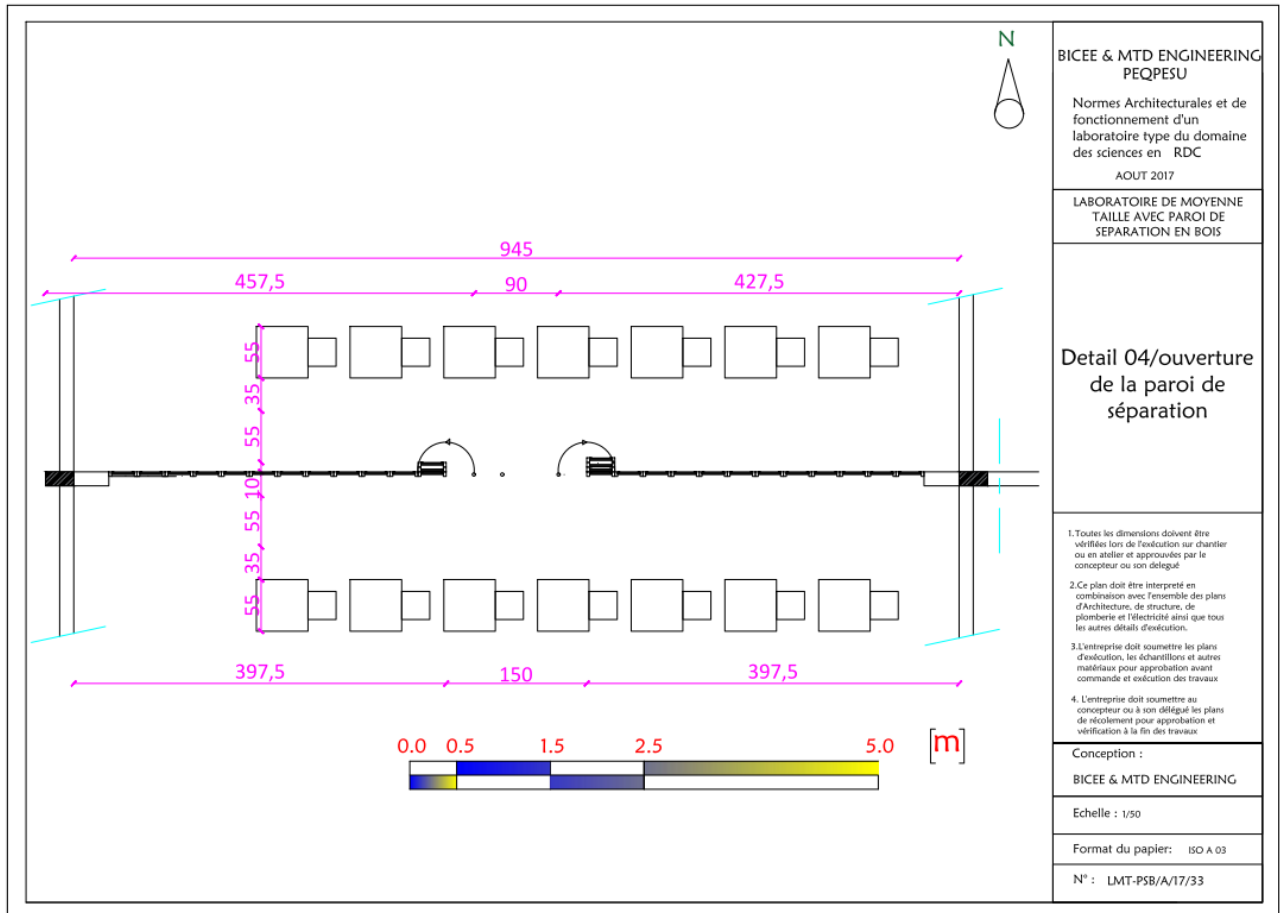 N
945
457,5
90
427,5
55
35
55
10
55
35
55
397,5
150
397,5
0.0 0.5 1.5 2.5 5.0 [m]
BICEE & MTD ENGINEERING
PEQPESU
Normes Architecturales et de
fonctionnement d'un
laboratoire type du domaine
des sciences en RDC
AOUT 2017
LABORATOIRE DE MOYENNE
TAILLE AVEC PAROI DE
SEPARATION EN BOIS
Detail 04/ouverture
de la paroi de
séparation
1.Toutes les dimensions doivent être
vérifiées lors de l'exécution sur chantier
ou en atelier et approuvées par le
concepteur ou son delegué
2.Ce plan doit être interpreté en
combinaison avec l'ensemble des plans
d'Architecture, de structure, de
plomberie et l'électricité ainsi que tous
les autres détails d'exécution.
3.L'entreprise doit soumettre les plans
d'exécution, les échantillons et autres
matériaux pour approbation avant
commande et exécution des travaux
4. L'entreprise doit soumettre au
concepteur ou à son délégué les plans
de récolement pour approbation et
vérification à la fin des travaux
Conception :
BICEE & MTD ENGINEERING
Echelle : 1/50
Format du papier: ISO A 03
N° : LMT-PSB/A/17/33